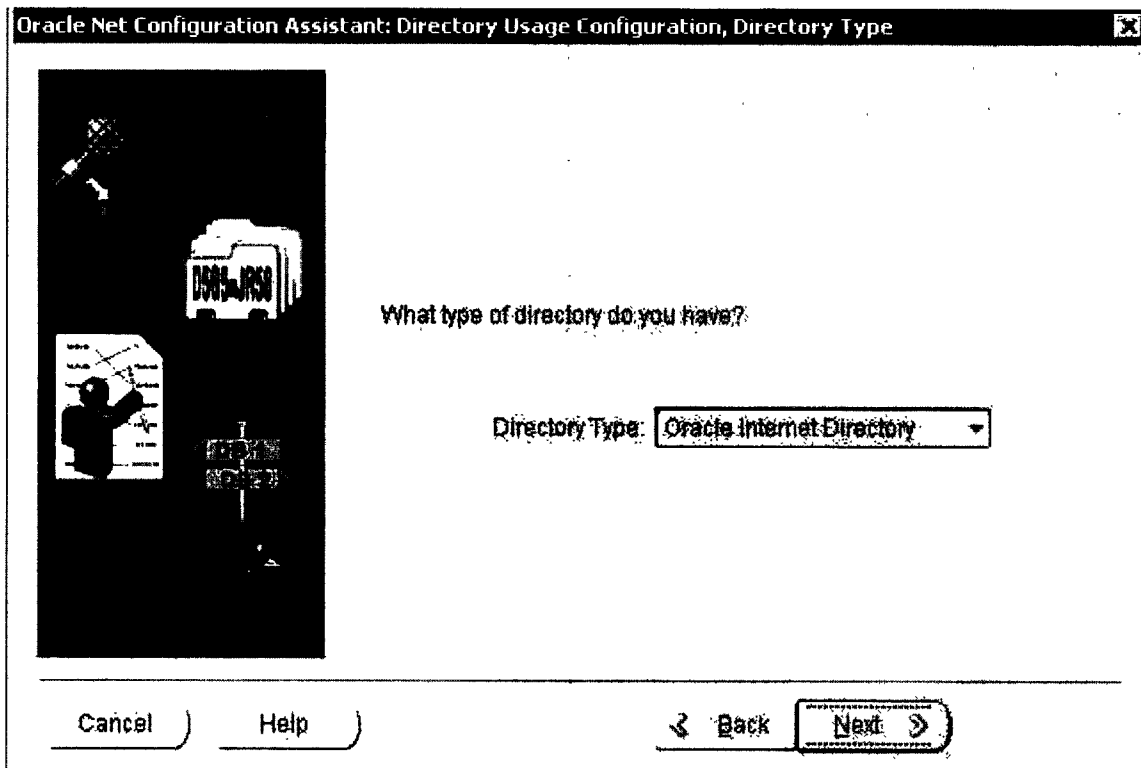 Oracle Net Configuration Assistant: Directory Usage Configuration, Directory Type
What type of directory do you have?
Directory Type: Oracle Internet Directory
Cancel
Help
Back
Next